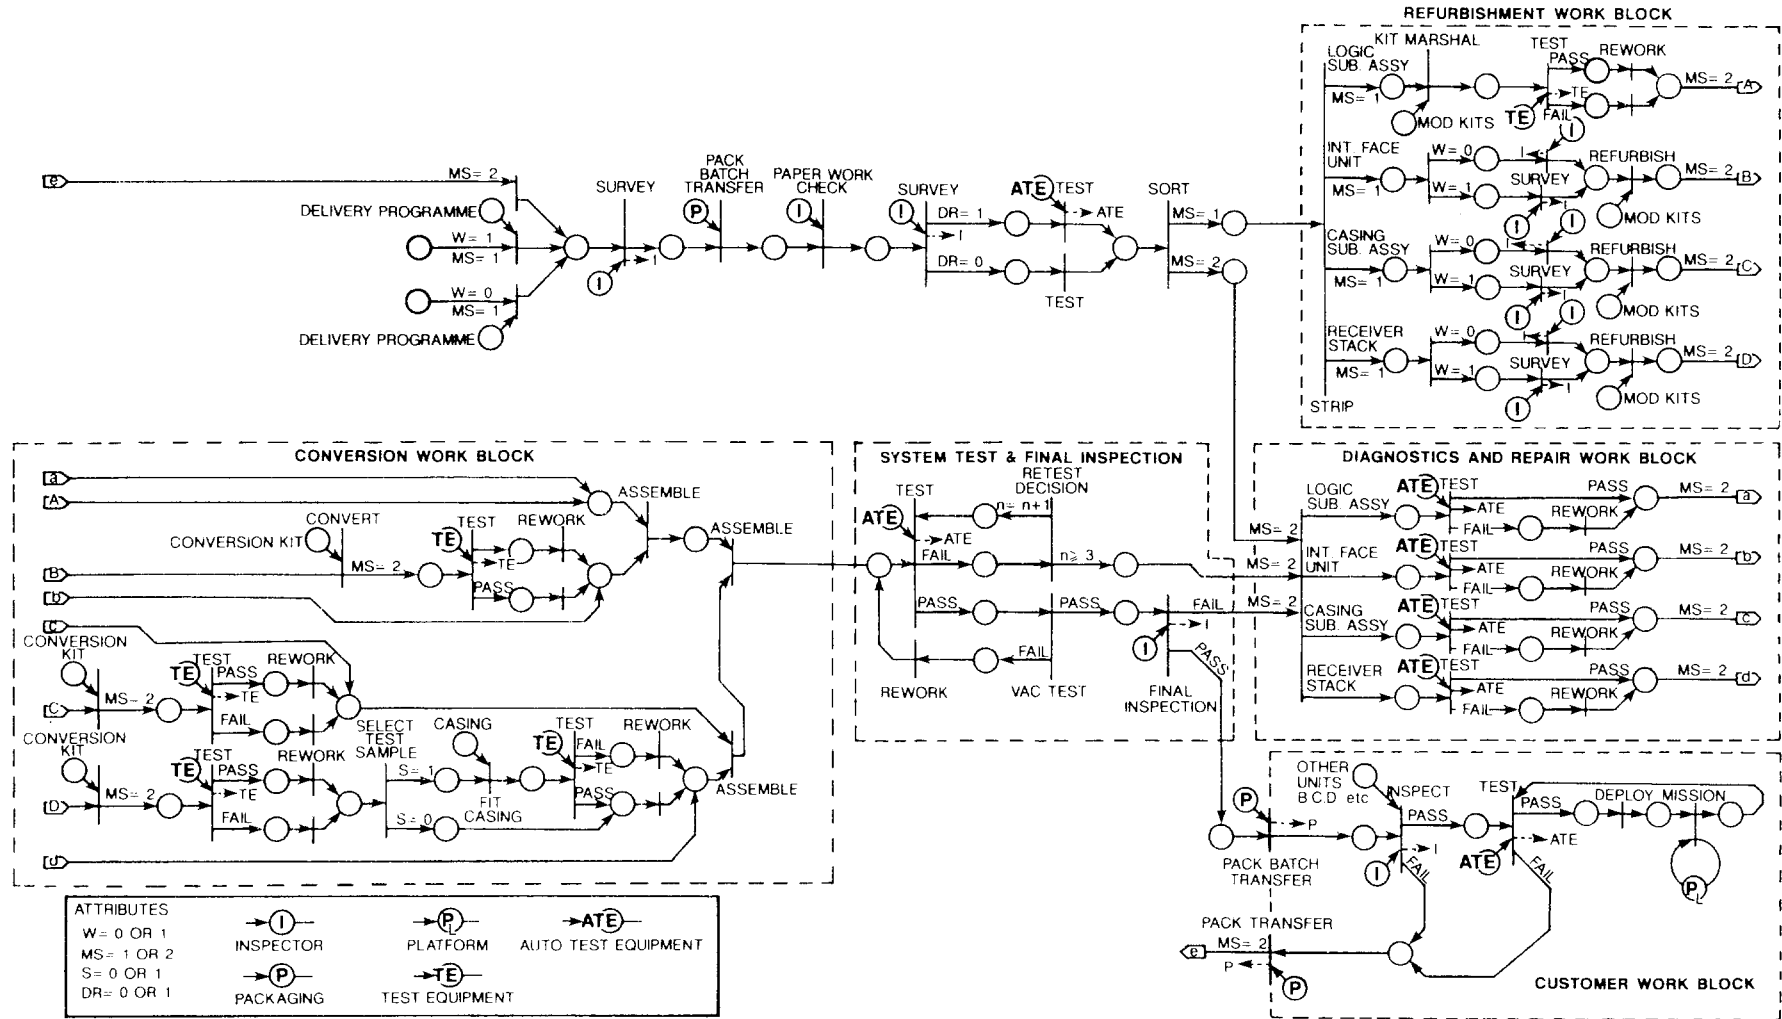 REFURBISHMENT WORK BLOCK
KIT MARSHAL
LOGIC
SUB. ASSY
MS= 1
MOD KITS
TEST
PASS
TE
TE
FAIL
REWORK
MS= 2
A
I
INT. FACE
UNIT
MS= 1
W= 0
W= 1
I
SURVEY
I
I
I
REFURBISH
MOD KITS
MS= 2
B
CASING
SUB. ASSY
MS= 1
W= 0
W= 1
I
SURVEY
I
I
I
REFURBISH
MOD KITS
MS= 2
C
RECEIVER
STACK
MS= 1
W= 0
W= 1
SURVEY
I
I
REFURBISH
MOD KITS
MS= 2
D
STRIP
e
MS= 2
DELIVERY PROGRAMME
W= 1
MS= 1
W= 0
MS= 1
DELIVERY PROGRAMME
SURVEY
I
I
PACK
BATCH
TRANSFER
P
PAPER WORK
CHECK
I
SURVEY
I
DR= 1
I
DR= 0
ATE
TEST
ATE
TEST
SORT
MS= 1
MS= 2
CONVERSION WORK BLOCK
a
A
ASSEMBLE
CONVERT
CONVERSION KIT
MS= 2
TEST
TE
TE
PASS
REWORK
ASSEMBLE
B
b
c
CONVERSION
KIT
C
MS= 2
TEST
TE
PASS
TE
FAIL
REWORK
CONVERSION
KIT
D
MS= 2
TEST
TE
PASS
TE
FAIL
REWORK
SELECT
TEST
SAMPLE
S= 1
S= 0
CASING
FIT
CASING
TEST
TE
FAIL
TE
PASS
REWORK
ASSEMBLE
d
SYSTEM TEST & FINAL INSPECTION
TEST
ATE
ATE
FAIL
PASS
RETEST
DECISION
n= n+1
n≥ 3
PASS
FAIL
REWORK
VAC TEST
I
FAIL
I
PASS
FINAL
INSPECTION
DIAGNOSTICS AND REPAIR WORK BLOCK
MS= 2
MS= 2
MS= 2
LOGIC
SUB. ASSY
ATE
TEST
ATE
FAIL
PASS
REWORK
MS= 2
a
INT. FACE
UNIT
ATE
TEST
ATE
FAIL
PASS
REWORK
MS= 2
b
CASING
SUB. ASSY
ATE
TEST
ATE
FAIL
PASS
REWORK
MS= 2
c
RECEIVER
STACK
ATE
TEST
ATE
FAIL
PASS
REWORK
MS= 2
d
OTHER
UNITS
B.C.D etc
P
P
PACK BATCH
TRANSFER
INSPECT
PASS
I
I
FAIL
TEST
PASS
ATE
ATE
FAIL
DEPLOY MISSION
PL
PACK TRANSFER
MS= 2
e
P
P
CUSTOMER WORK BLOCK
ATTRIBUTES
W= 0 OR 1
MS= 1 OR 2
S= 0 OR 1
DR= 0 OR 1
I
INSPECTOR
P
PACKAGING
PL
PLATFORM
TE
TEST EQUIPMENT
ATE
AUTO TEST EQUIPMENT